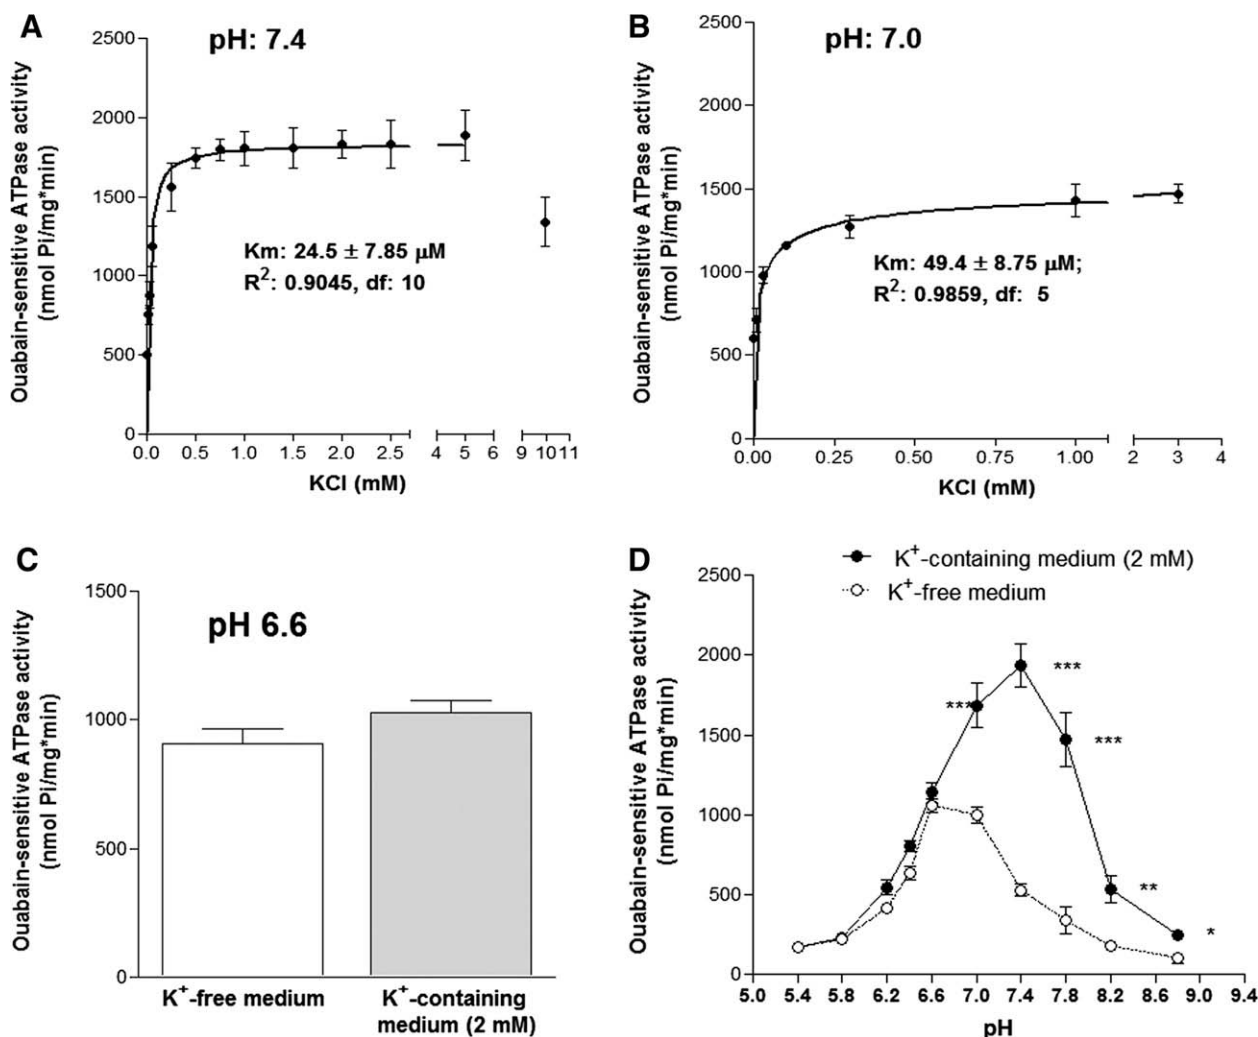 A
pH: 7.4
Ouabain-sensitive ATPase activity
(nmol Pi/mg*min)
2500
2000
1500
1000
500
0
Km: 24.5 ± 7.85 µM
R²: 0.9045, df: 10
0.0 0.5 1.0 1.5 2.0 2.5 4 5 6 9 10 11
KCl (mM)
B
pH: 7.0
Ouabain-sensitive ATPase activity
(nmol Pi/mg*min)
2500
2000
1500
1000
500
0
Km: 49.4 ± 8.75 µM;
R²: 0.9859, df: 5
0.00 0.25 0.50 0.75 1.00 2 3 4
KCl (mM)
C
pH 6.6
Ouabain-sensitive ATPase activity
(nmol Pi/mg*min)
1500
1000
500
0
K⁺-free medium
K⁺-containing
medium (2 mM)
D
K⁺-containing medium (2 mM)
K⁺-free medium
Ouabain-sensitive ATPase activity
(nmol Pi/mg*min)
2500
2000
1500
1000
500
0
***
***
***
**
*
5.0 5.4 5.8 6.2 6.6 7.0 7.4 7.8 8.2 8.6 9.0 9.4
pH